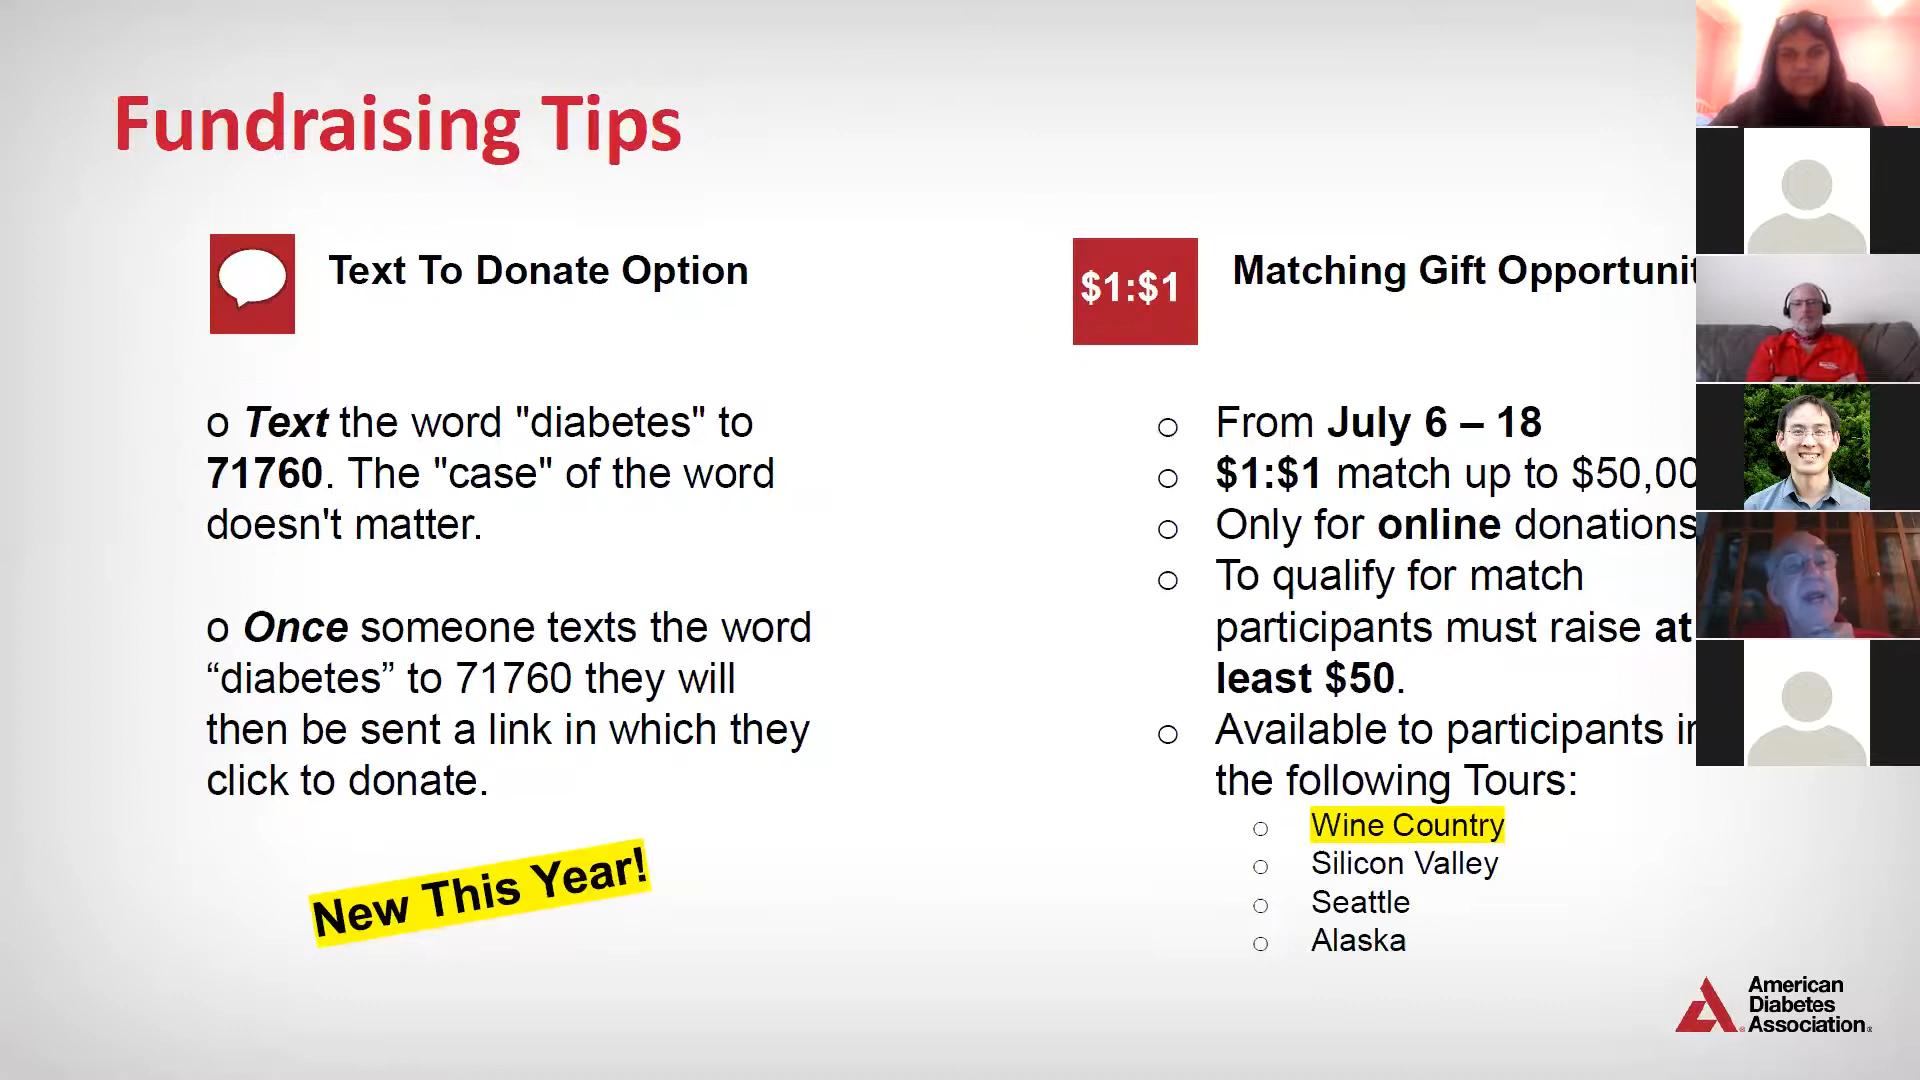 Fundraising Tips
Text To Donate Option
o Text the word "diabetes" to
71760. The "case" of the word
doesn't matter.
o Once someone texts the word
“diabetes” to 71760 they will
then be sent a link in which they
click to donate.
New This Year!
$1:$1
Matching Gift
o From July 6 – 18
o $1:$1 match up to
o Only for online donations
o To qualify for match
participants must raise at
least $50.
o Available to participants in
the following Tours:
o Wine Country
o Silicon Valley
o Seattle
o Alaska
American
Diabetes
Association®